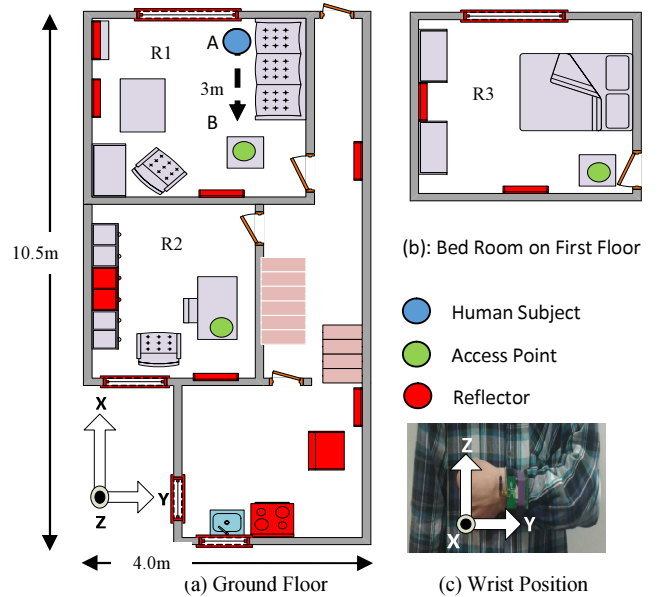 A
R1
3m
B
R3
R2
10.5m
(b): Bed Room on First Floor
Human Subject
Access Point
Reflector
X
Y
Z
Z
Y
X
4.0m
(a) Ground Floor
(c) Wrist Position